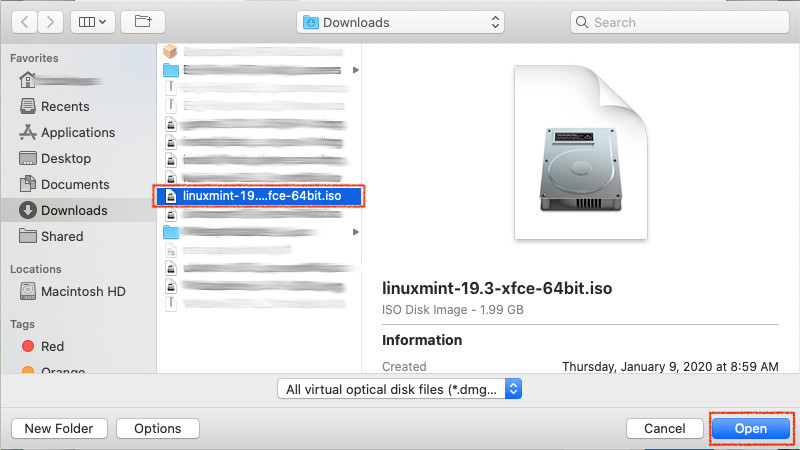 Downloads
Search
Favorites
Recents
Applications
Desktop
Documents
Downloads
Shared
Locations
Macintosh HD
Tags
Red
Orange
linuxmint-19....fce-64bit.iso
linuxmint-19.3-xfce-64bit.iso
ISO Disk Image - 1.99 GB
Information
Created Thursday, January 9, 2020 at 8:59 AM
All virtual optical disk files (*.dmg...
New Folder
Options
Cancel
Open